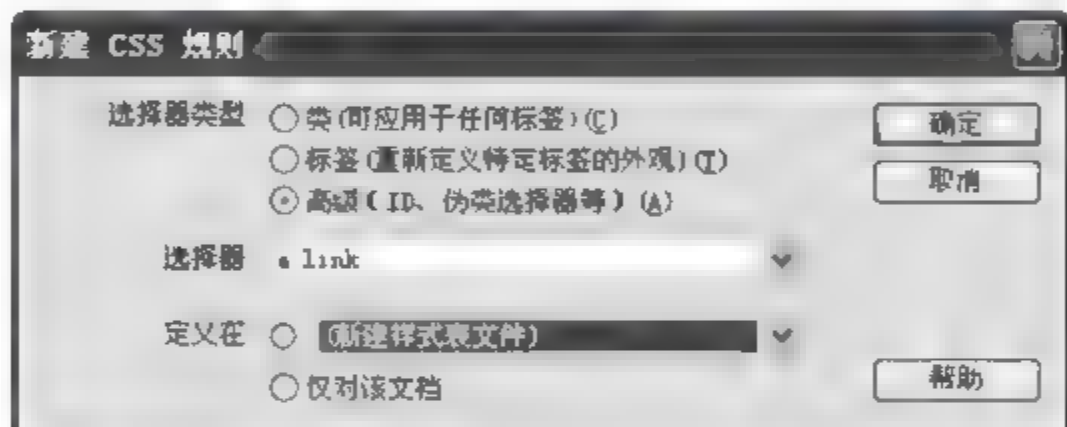 新建 CSS 规则
选择器类型
类(可应用于任何标签)(C)
标签(重新定义特定标签的外观)(T)
高级(ID、伪类选择器等)(A)
确定
取消
选择器
a link
定义在
(新建样式表文件)
仅对该文档
帮助